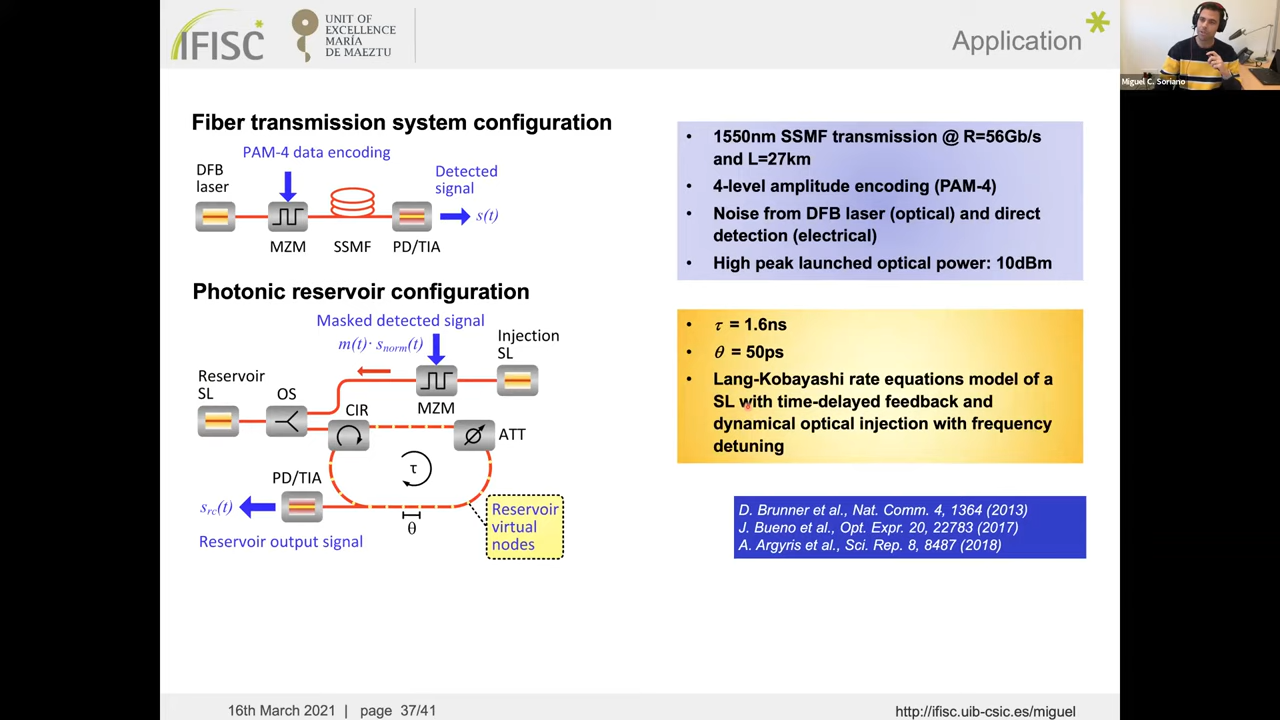 IFISC
UNIT OF
EXCELLENCE
MARÍA
DE MAEZTU
Application
Miguel C. Soriano
Fiber transmission system configuration
PAM-4 data encoding
DFB
laser
Detected
signal
s(t)
MZM
SSMF
PD/TIA
Photonic reservoir configuration
Masked detected signal
m(t)· snorm(t)
Injection
SL
Reservoir
SL
OS
CIR
MZM
ATT
τ
PD/TIA
src(t)
θ
Reservoir
virtual
nodes
Reservoir output signal
• 1550nm SSMF transmission @ R=56Gb/s
and L=27km
• 4-level amplitude encoding (PAM-4)
• Noise from DFB laser (optical) and direct
detection (electrical)
• High peak launched optical power: 10dBm
• τ = 1.6ns
• θ = 50ps
• Lang-Kobayashi rate equations model of a
SL with time-delayed feedback and
dynamical optical injection with frequency
detuning
D. Brunner et al., Nat. Comm. 4, 1364 (2013)
J. Bueno et al., Opt. Expr. 20, 22783 (2017)
A. Argyris et al., Sci. Rep. 8, 8487 (2018)
16th March 2021 | page 37/41
http://ifisc.uib-csic.es/miguel